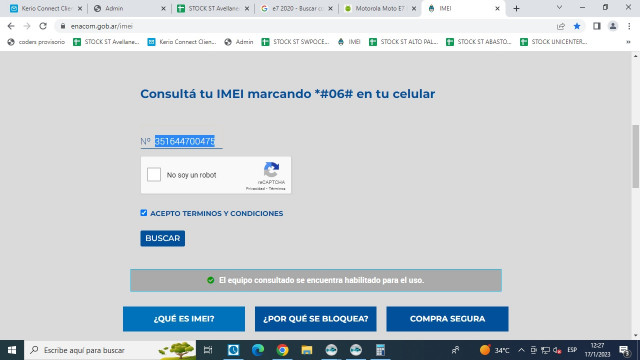 Kerio Connect Clien
Admin
STOCK ST Avellane
e7 2020 - Buscar co
Motorola Moto E7
IMEI
enacom.gob.ar/imei
coders provisorio
STOCK ST Avellane...
Kerio Connect Clien...
Admin
STOCK ST SWPOCE...
IMEI
STOCK ST ALTO PAL...
STOCK ST ABASTO...
STOCK UNICENTER...
Consultá tu IMEI marcando *#06# en tu celular
Nº 351644700475
No soy un robot
reCAPTCHA
Privacidad - Términos
ACEPTO TERMINOS Y CONDICIONES
BUSCAR
El equipo consultado se encuentra habilitado para el uso.
¿QUÉ ES IMEI?
¿POR QUÉ SE BLOQUEA?
COMPRA SEGURA
Escribe aquí para buscar
34°C
ESP
12:27
17/1/2023